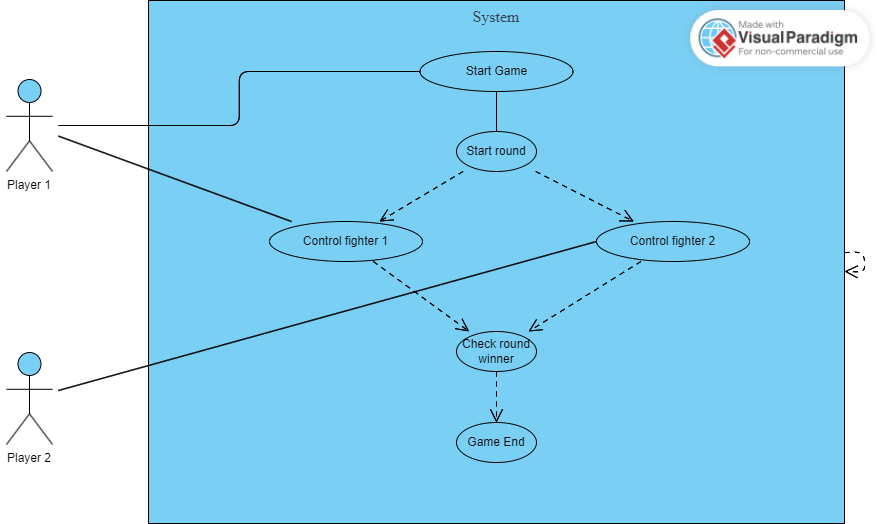 System
Made with
Visual Paradigm
For non-commercial use
Start Game
Player 1
Start round
Control fighter 1
Control fighter 2
Check round
winner
Game End
Player 2